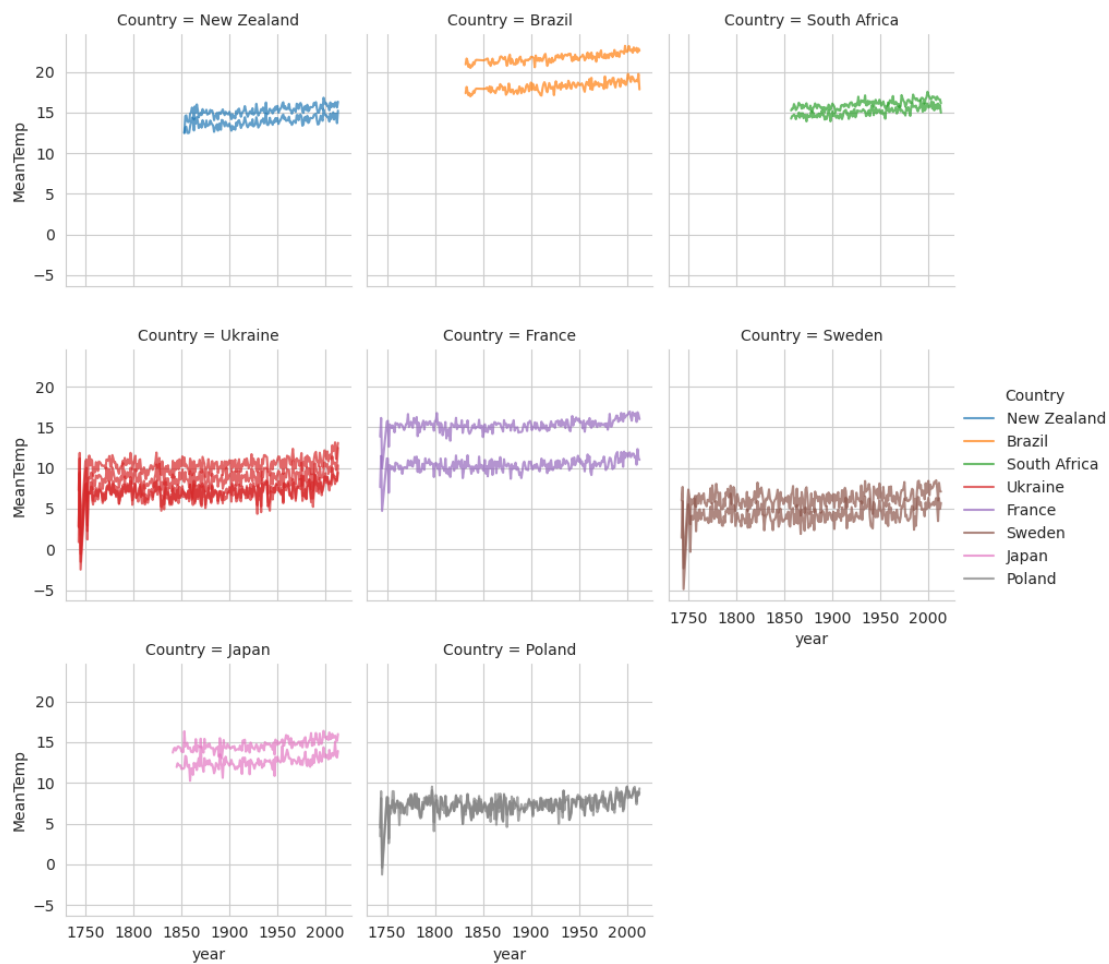 Country = New Zealand
Country = Brazil
Country = South Africa
MeanTemp
20
15
10
5
0
−5
Country = Ukraine
Country = France
Country = Sweden
MeanTemp
20
15
10
5
0
−5
1750 1800 1850 1900 1950 2000
year
Country
New Zealand
Brazil
South Africa
Ukraine
France
Sweden
Japan
Poland
Country = Japan
Country = Poland
MeanTemp
20
15
10
5
0
−5
1750 1800 1850 1900 1950 2000
year
1750 1800 1850 1900 1950 2000
year